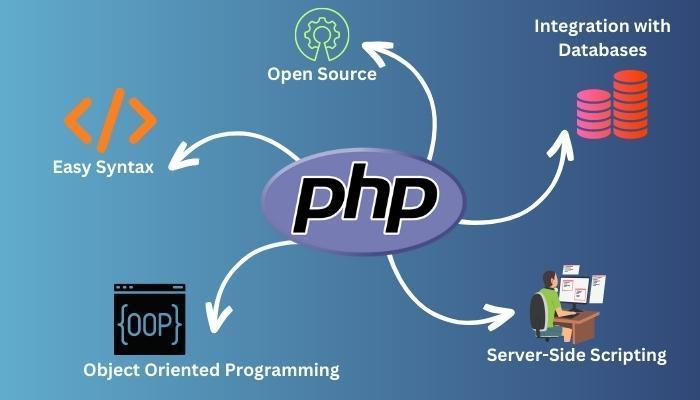 Integration with
Databases
Open Source
Easy Syntax
php
{OOP}
Server-Side Scripting
Object Oriented Programming